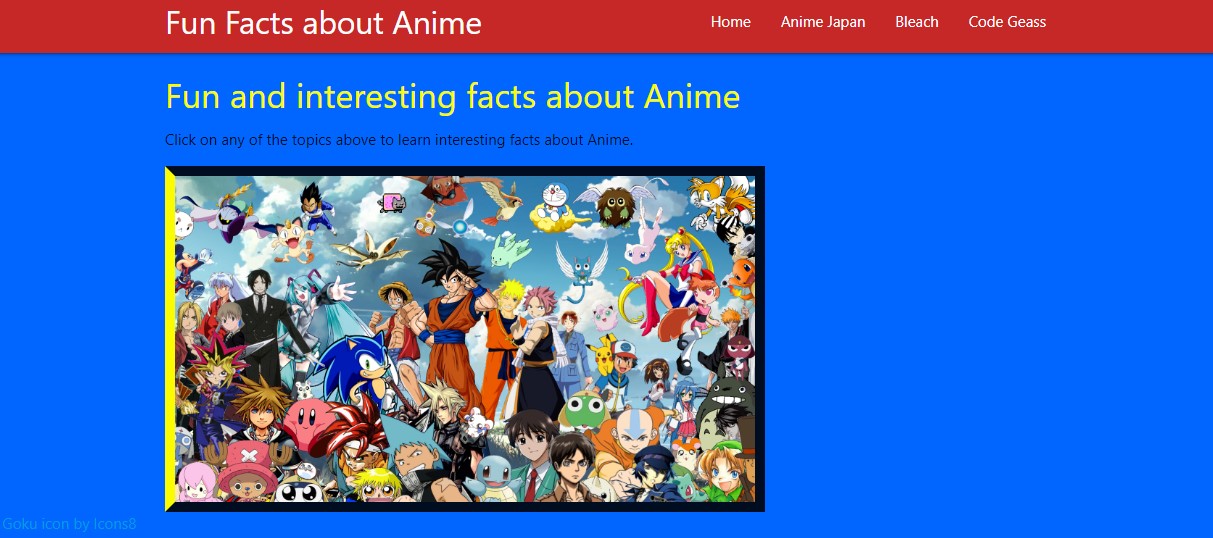 Fun Facts about Anime
Home Anime Japan Bleach Code Geass
Fun and interesting facts about Anime
Click on any of the topics above to learn interesting facts about Anime.
Goku icon by Icons8